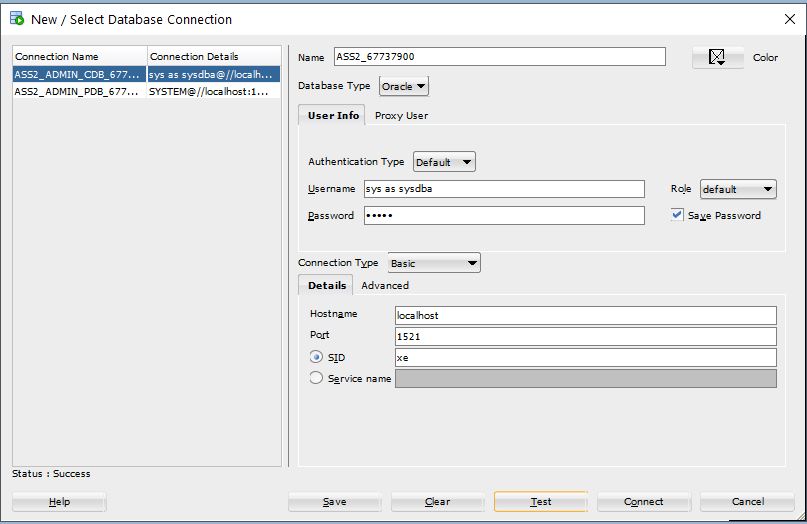 New / Select Database Connection
Connection Name Connection Details
ASS2_ADMIN_CDB_677... sys as sysdba@//localh...
ASS2_ADMIN_PDB_677... SYSTEM@//localhost:1...
Name ASS2_67737900 Color
Database Type Oracle
User Info Proxy User
Authentication Type Default
Username sys as sysdba Role default
Password ••••• Save Password
Connection Type Basic
Details Advanced
Hostname localhost
Port 1521
SID xe
Service name
Status : Success
Help Save Clear Test Connect Cancel